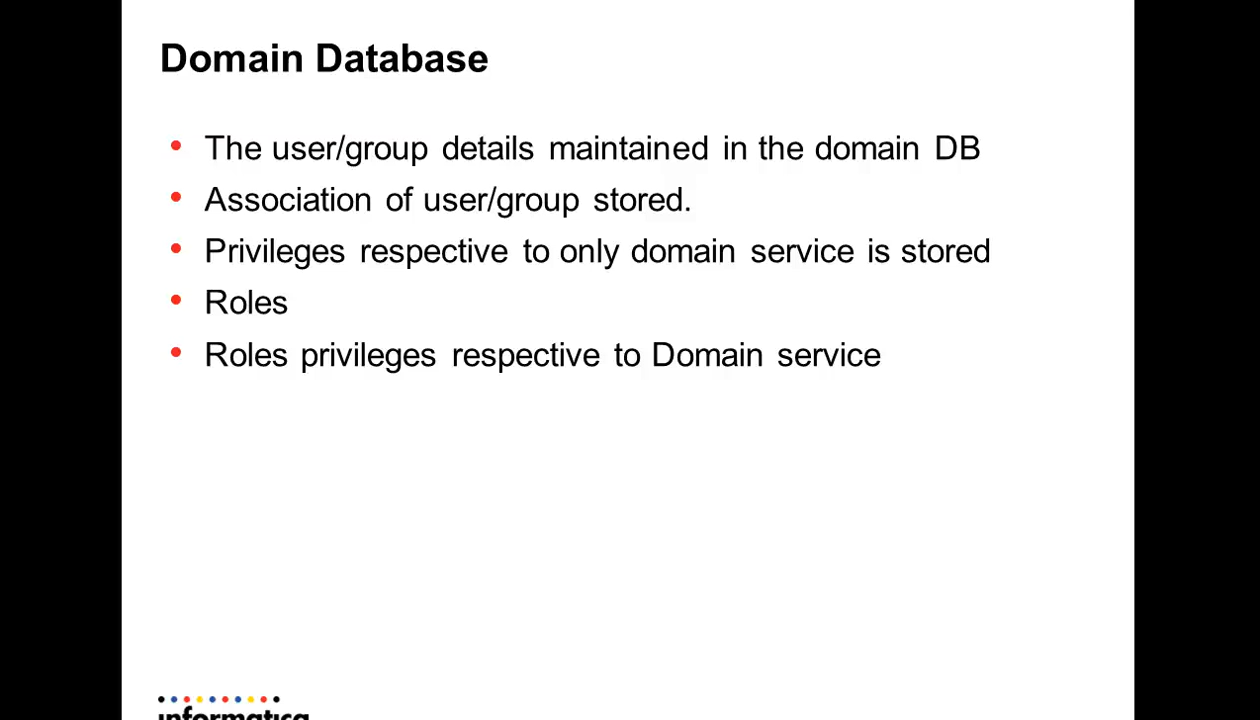 Domain Database
• The user/group details maintained in the domain DB
• Association of user/group stored.
• Privileges respective to only domain service is stored
• Roles
• Roles privileges respective to Domain service
informatica